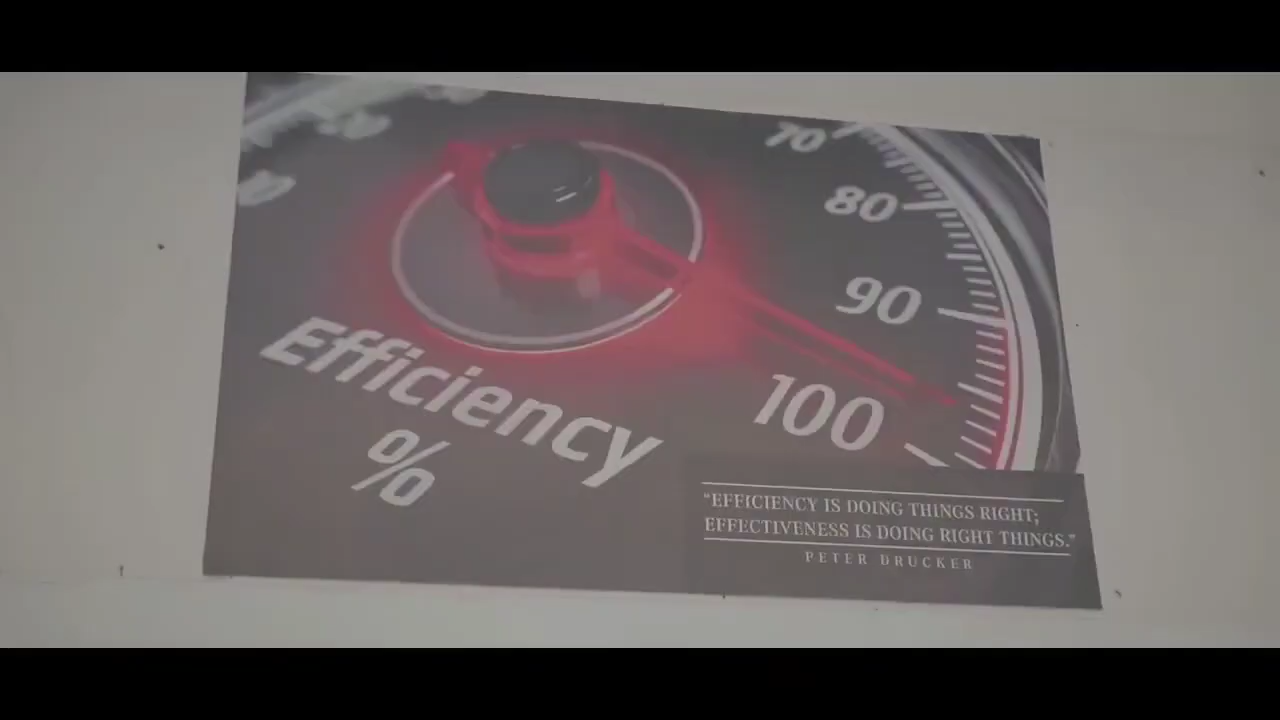 70
80
90
100
Efficiency
%
"EFFICIENCY IS DOING THINGS RIGHT;
EFFECTIVENESS IS DOING RIGHT THINGS."
PETER DRUCKER